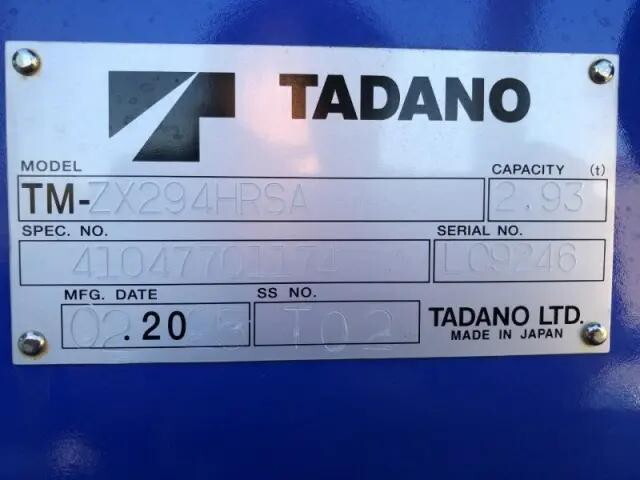 TADANO
MODEL CAPACITY (t)
TM-ZX294HRSA 2.93
SPEC. NO. SERIAL NO.
41047701174 LC9246
MFG. DATE SS NO.
02.20 T02
TADANO LTD.
MADE IN JAPAN